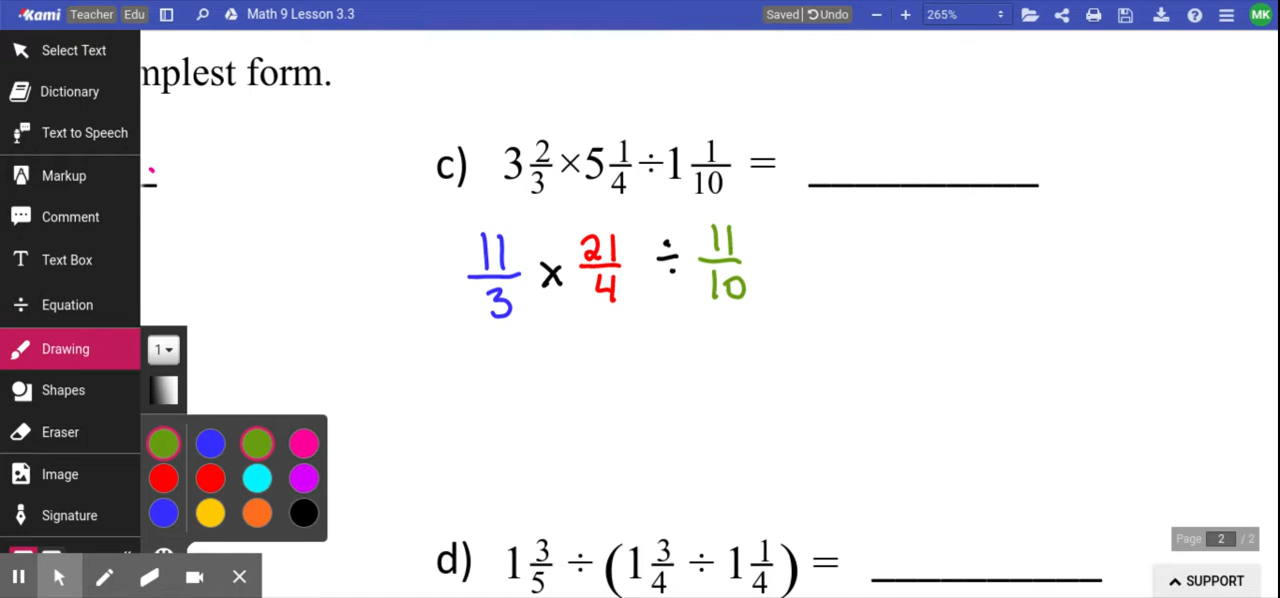 Kami Teacher Edu Math 9 Lesson 3.3 Saved Undo 265% MK
Select Text
Dictionary
Text to Speech
Markup
Comment
Text Box
Equation
Drawing
1
Shapes
Eraser
Image
Signature
mplest form.
c) 3 2/3 × 5 1/4 ÷ 1 1/10 = __________
11/3 x 21/4 ÷ 11/10
d) 1 3/5 ÷ (1 3/4 ÷ 1 1/4) = __________
Page 2 / 2
SUPPORT